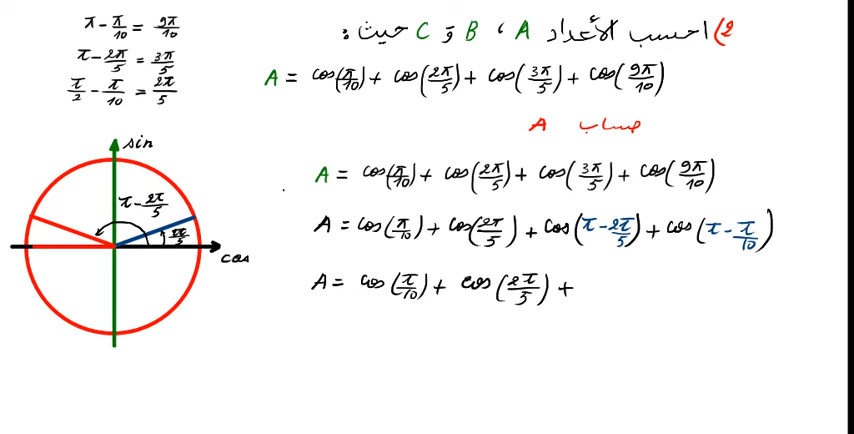 π - π/10 = 9π/10
π - 2π/5 = 3π/5
π/2 - π/10 = 2π/5
2) احسب الأعداد A ، B و C حيث :
A = cos(π/10) + cos(2π/5) + cos(3π/5) + cos(9π/10)
حساب A
A = cos(π/10) + cos(2π/5) + cos(3π/5) + cos(9π/10)
A = cos(π/10) + cos(2π/5) + cos(π - 2π/5) + cos(π - π/10)
A = cos(π/10) + cos(2π/5) +
sin
π - 2π/5
2π/5
cos